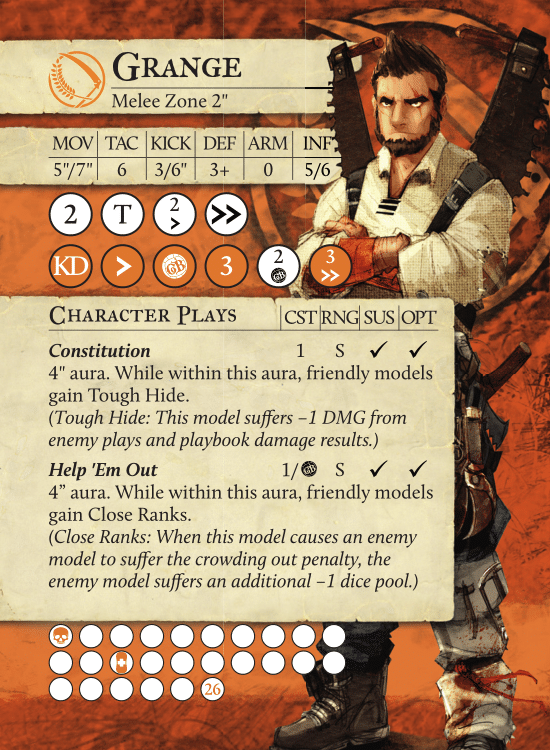 Grange
Melee Zone 2"
MOV TAC KICK DEF ARM INF
5"/7" 6 3/6" 3+ 0 5/6
2 T 2 > >>
KD > GB 3 2 GB 3 >>
Character Plays CST RNG SUS OPT
Constitution 1 S ✓ ✓
4" aura. While within this aura, friendly models
gain Tough Hide.
(Tough Hide: This model suffers –1 DMG from
enemy plays and playbook damage results.)
Help 'Em Out 1/GB S ✓ ✓
4” aura. While within this aura, friendly models
gain Close Ranks.
(Close Ranks: When this model causes an enemy
model to suffer the crowding out penalty, the
enemy model suffers an additional –1 dice pool.)
26